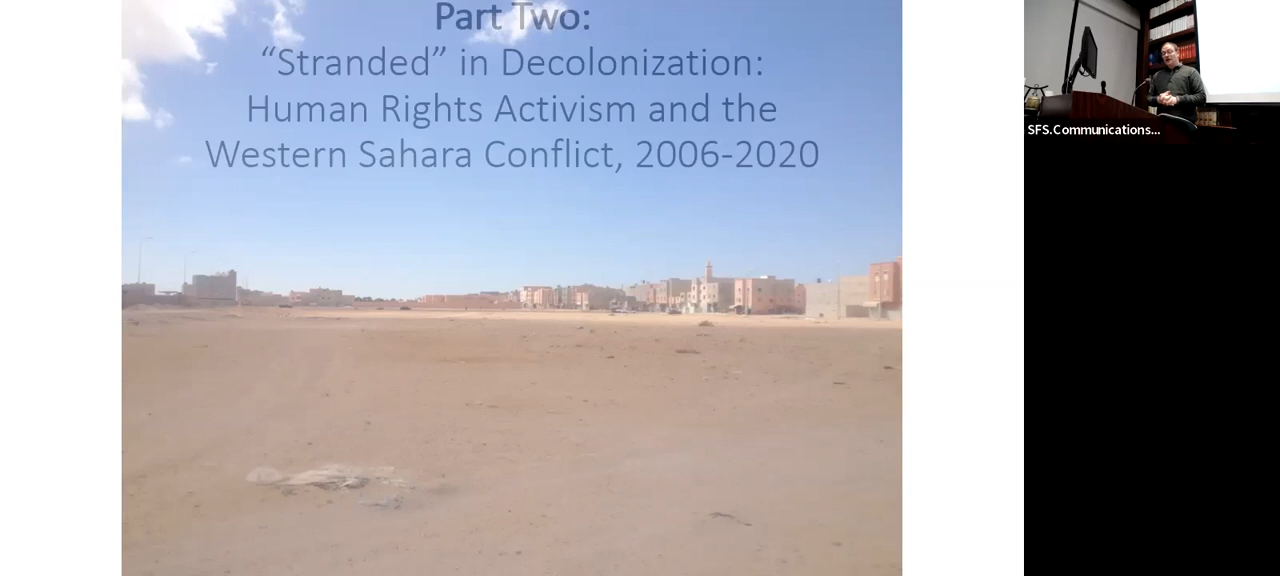 Part Two:
“Stranded” in Decolonization:
Human Rights Activism and the
Western Sahara Conflict, 2006-2020
SFS.Communications...